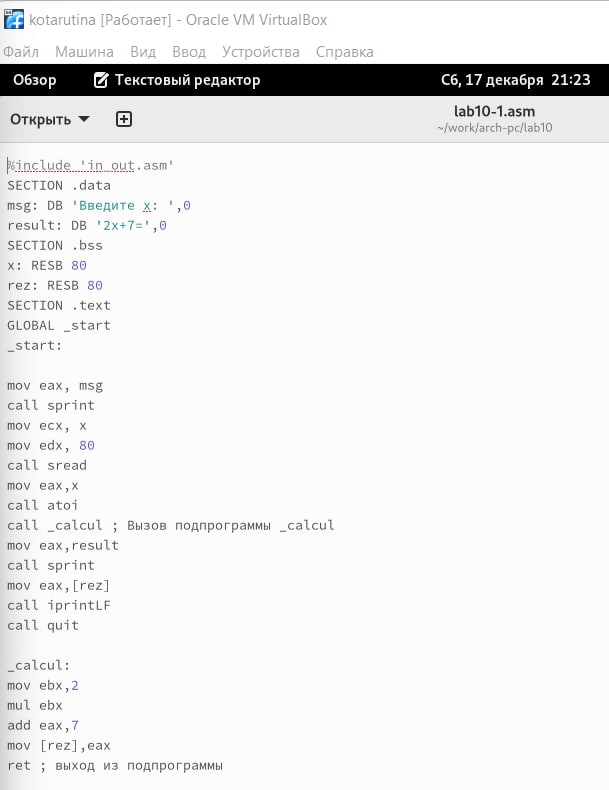 kotarutina [Работает] - Oracle VM VirtualBox
Файл Машина Вид Ввод Устройства Справка
Обзор Текстовый редактор Сб, 17 декабря 21:23
Открыть lab10-1.asm
~/work/arch-pc/lab10
%include 'in_out.asm'
SECTION .data
msg: DB 'Введите x: ',0
result: DB '2x+7=',0
SECTION .bss
x: RESB 80
rez: RESB 80
SECTION .text
GLOBAL _start
_start:
mov eax, msg
call sprint
mov ecx, x
mov edx, 80
call sread
mov eax,x
call atoi
call _calcul ; Вызов подпрограммы _calcul
mov eax,result
call sprint
mov eax,[rez]
call iprintLF
call quit
_calcul:
mov ebx,2
mul ebx
add eax,7
mov [rez],eax
ret ; выход из подпрограммы